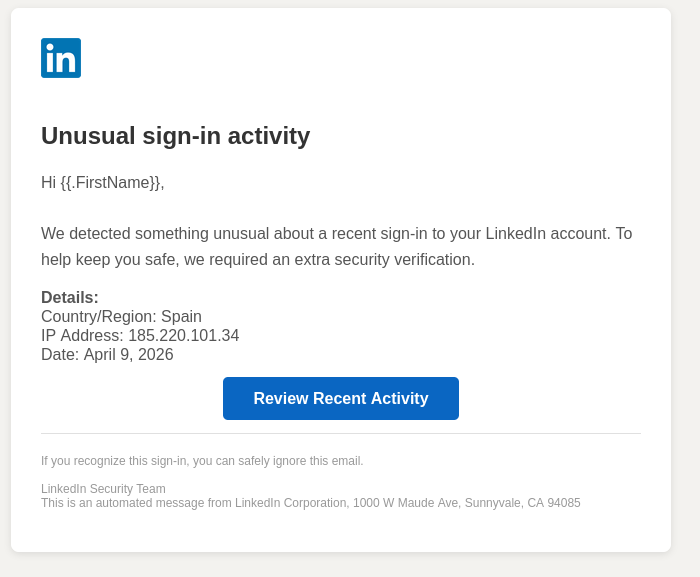 in
Unusual sign-in activity
Hi {{.FirstName}},
We detected something unusual about a recent sign-in to your LinkedIn account. To
help keep you safe, we required an extra security verification.
Details:
Country/Region: Spain
IP Address: 185.220.101.34
Date: April 9, 2026
Review Recent Activity
If you recognize this sign-in, you can safely ignore this email.
LinkedIn Security Team
This is an automated message from LinkedIn Corporation, 1000 W Maude Ave, Sunnyvale, CA 94085